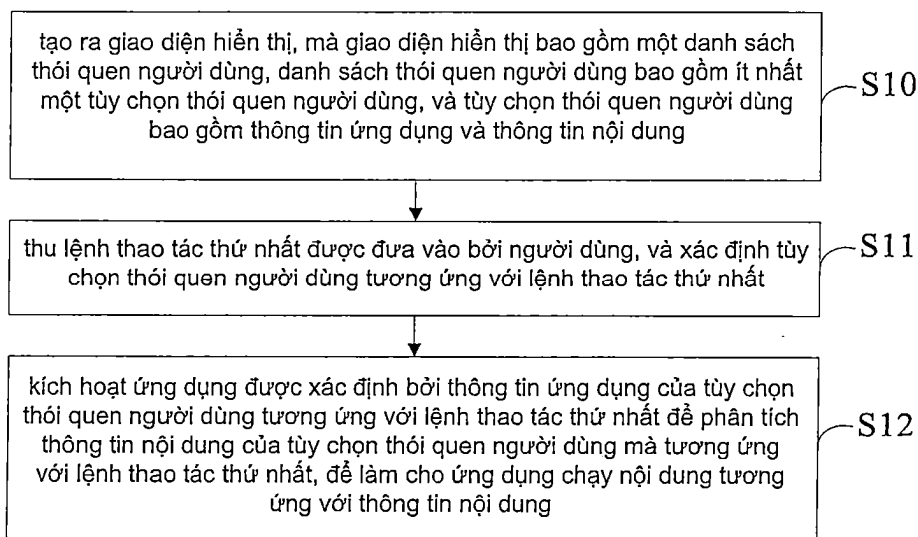 tạo ra giao diện hiển thị, mà giao diện hiển thị bao gồm một danh sách
thói quen người dùng, danh sách thói quen người dùng bao gồm ít nhất
một tùy chọn thói quen người dùng, và tùy chọn thói quen người dùng
bao gồm thông tin ứng dụng và thông tin nội dung
S10
thu lệnh thao tác thứ nhất được đưa vào bởi người dùng, và xác định tùy
chọn thói quen người dùng tương ứng với lệnh thao tác thứ nhất
S11
kích hoạt ứng dụng được xác định bởi thông tin ứng dụng của tùy chọn
thói quen người dùng tương ứng với lệnh thao tác thứ nhất để phân tích
thông tin nội dung của tùy chọn thói quen người dùng mà tương ứng
với lệnh thao tác thứ nhất, để làm cho ứng dụng chạy nội dung tương
ứng với thông tin nội dung
S12